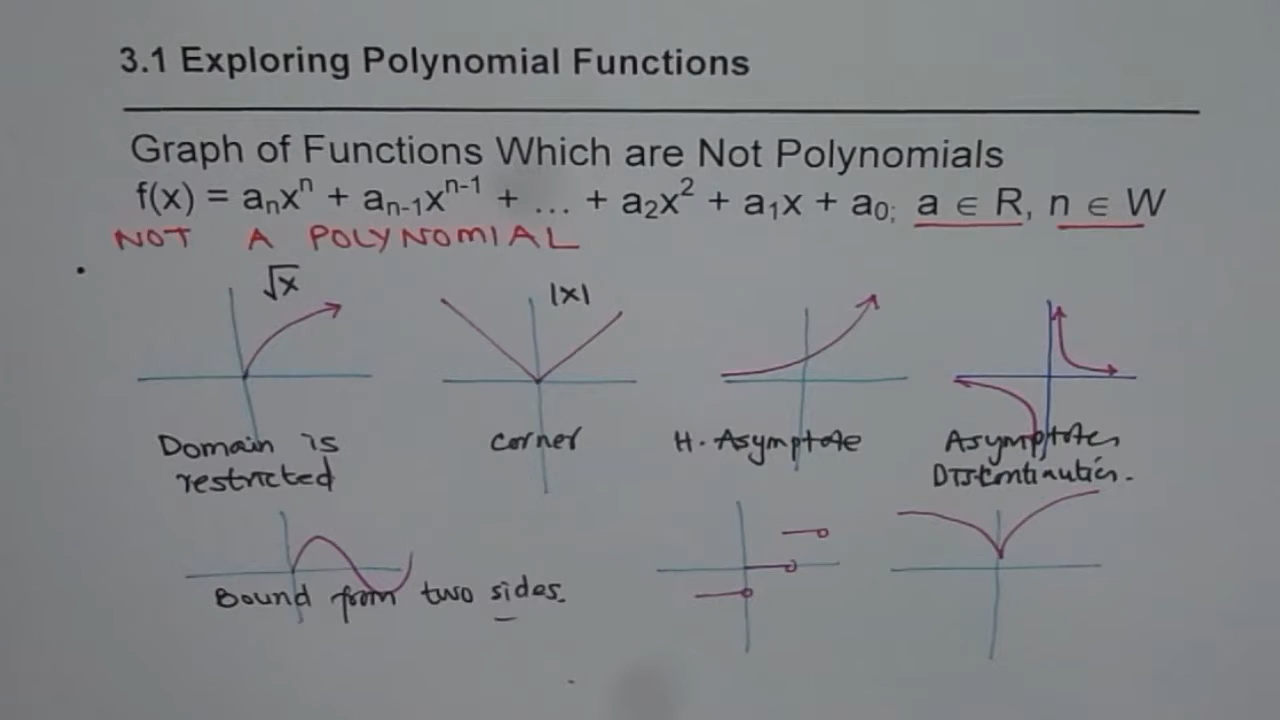 3.1 Exploring Polynomial Functions
Graph of Functions Which are Not Polynomials
f(x) = aₙxⁿ + aₙ₋₁xⁿ⁻¹ + ... + a₂x² + a₁x + a₀; a ∈ R, n ∈ W
NOT A POLYNOMIAL
√x
|x|
Domain is
restricted
corner
H. Asymptote
Asymptotes
Discontinuties.
Bound from two sides.